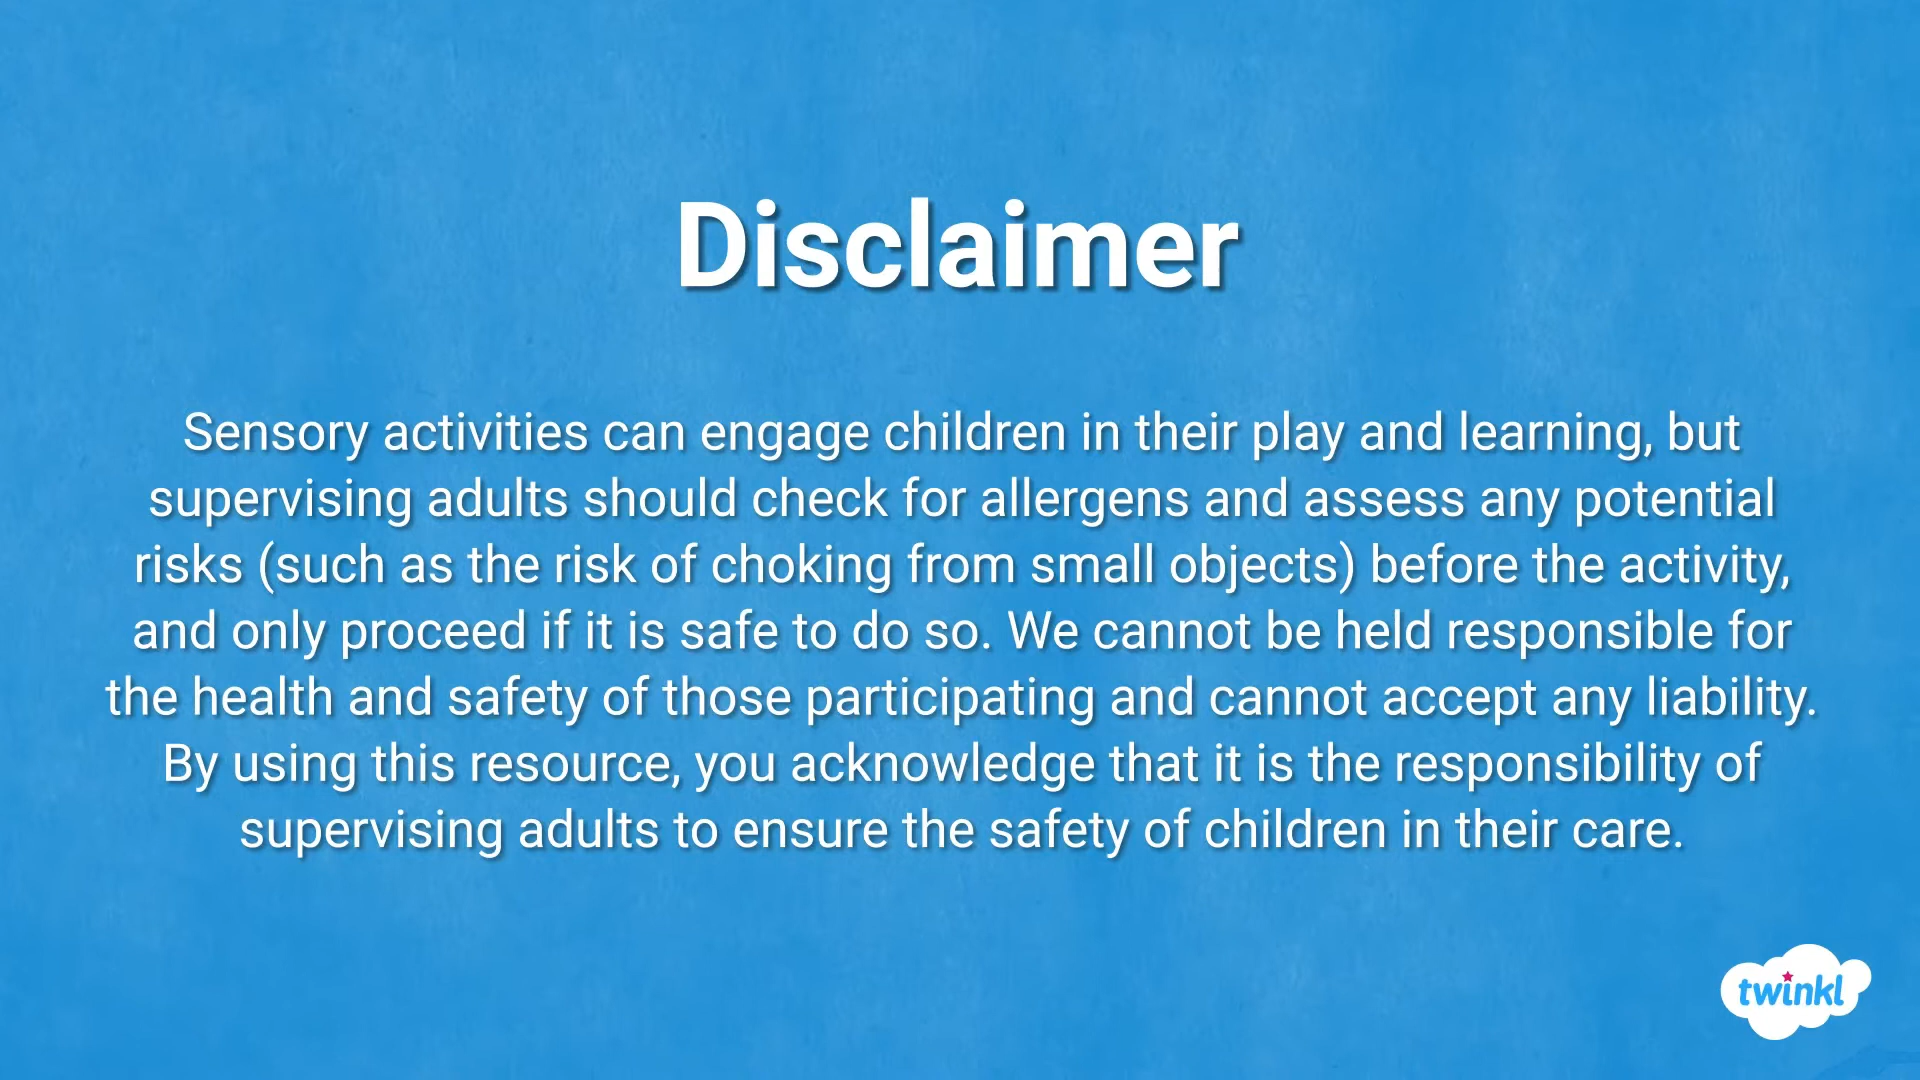 Disclaimer
Sensory activities can engage children in their play and learning, but
supervising adults should check for allergens and assess any potential
risks (such as the risk of choking from small objects) before the activity,
and only proceed if it is safe to do so. We cannot be held responsible for
the health and safety of those participating and cannot accept any liability.
By using this resource, you acknowledge that it is the responsibility of
supervising adults to ensure the safety of children in their care.
twinkl